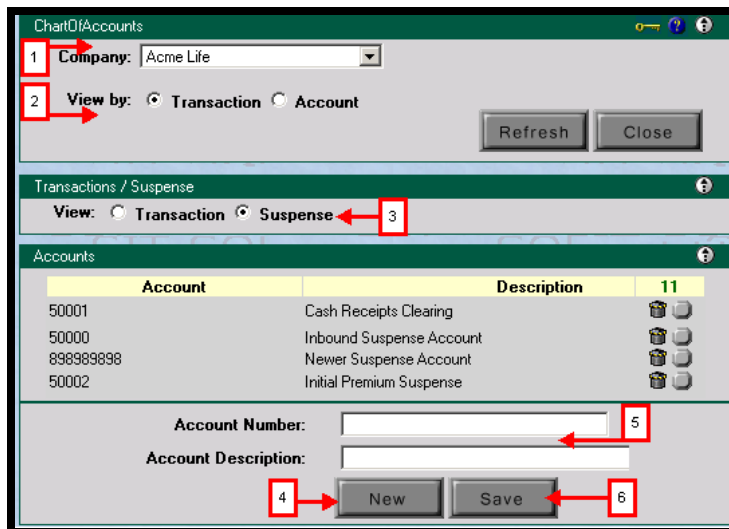 ChartOfAccounts
1 Company: Acme Life
2 View by: Transaction Account
Refresh Close
Transactions / Suspense
View: Transaction Suspense 3
Accounts
Account Description 11
50001 Cash Receipts Clearing
50000 Inbound Suspense Account
898989898 Newer Suspense Account
50002 Initial Premium Suspense
Account Number: 5
Account Description:
4 New Save 6